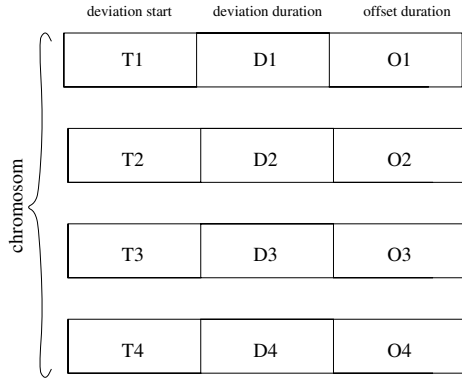 deviation start deviation duration offset duration
T1 D1 O1
T2 D2 O2
T3 D3 O3
T4 D4 O4
chromosom